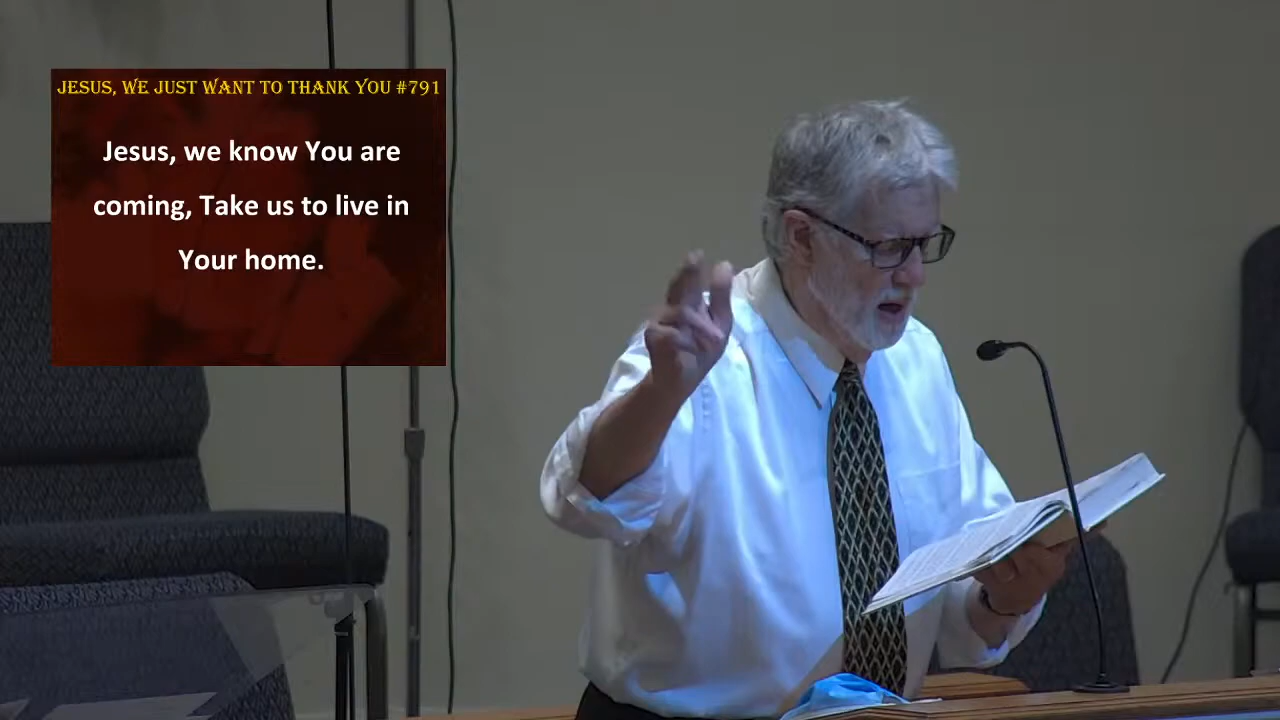 JESUS, WE JUST WANT TO THANK YOU #791
Jesus, we know You are
coming, Take us to live in
Your home.